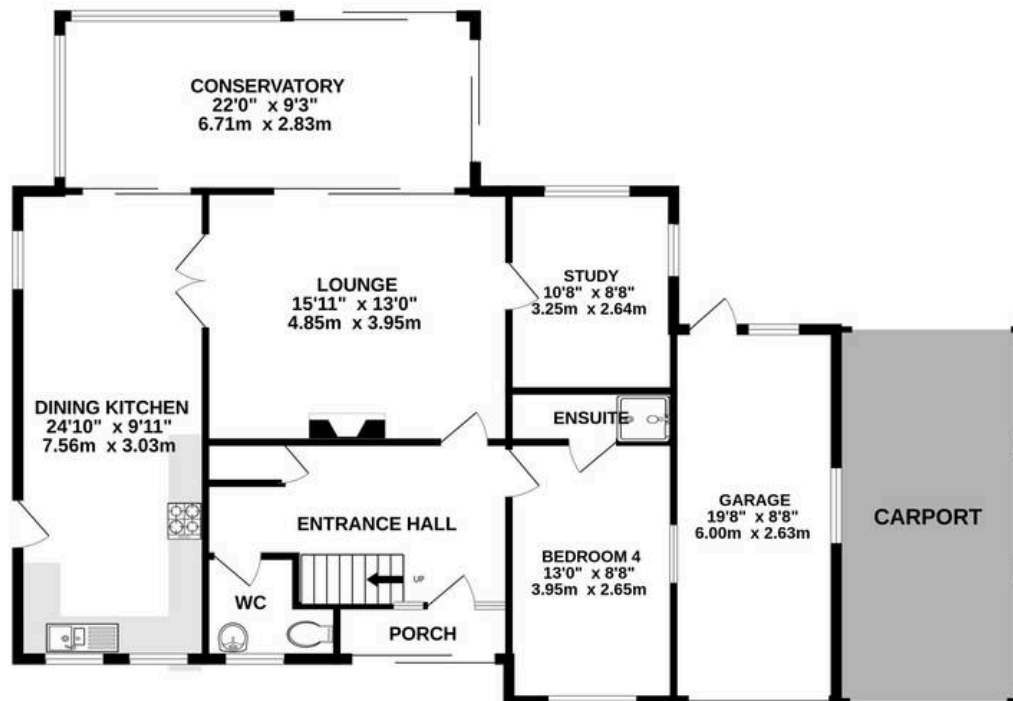 CONSERVATORY
22'0" x 9'3"
6.71m x 2.83m
LOUNGE
15'11" x 13'0"
4.85m x 3.95m
STUDY
10'8" x 8'8"
3.25m x 2.64m
DINING KITCHEN
24'10" x 9'11"
7.56m x 3.03m
ENSUITE
ENTRANCE HALL
GARAGE
19'8" x 8'8"
6.00m x 2.63m
CARPORT
BEDROOM 4
13'0" x 8'8"
3.95m x 2.65m
UP
WC
PORCH